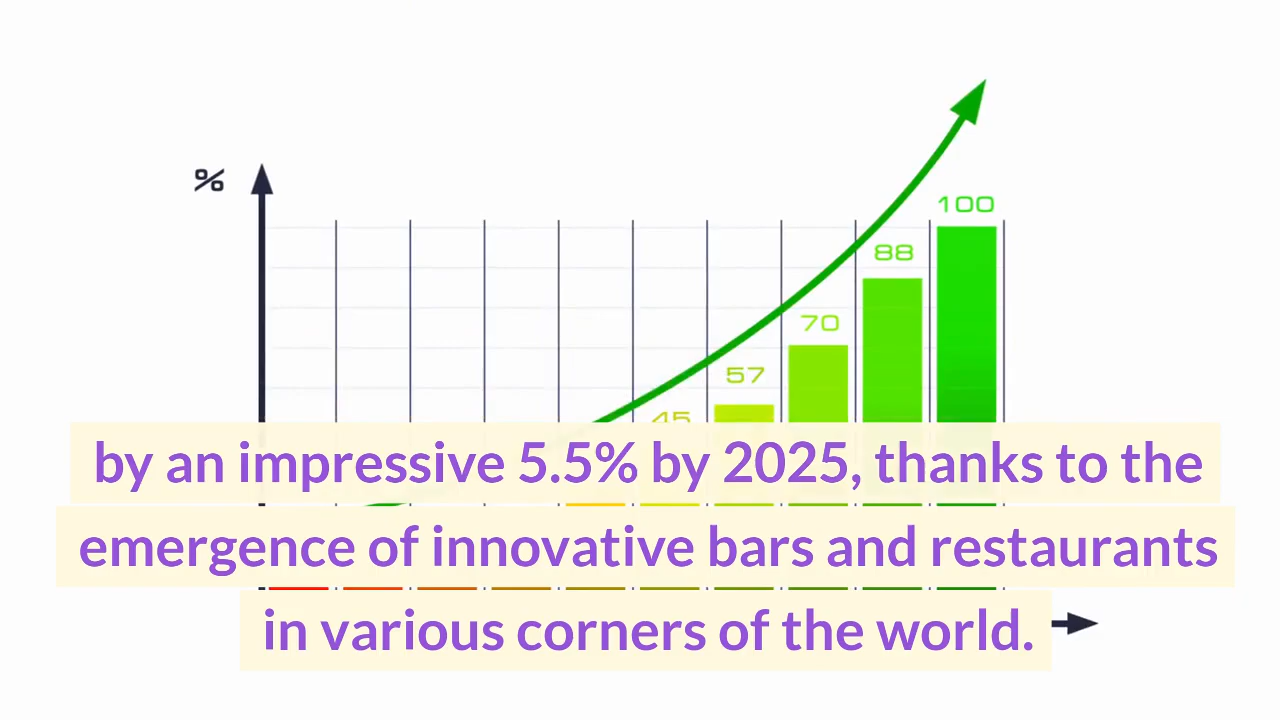 %
100
88
70
57
45
by an impressive 5.5% by 2025, thanks to the
emergence of innovative bars and restaurants
in various corners of the world.